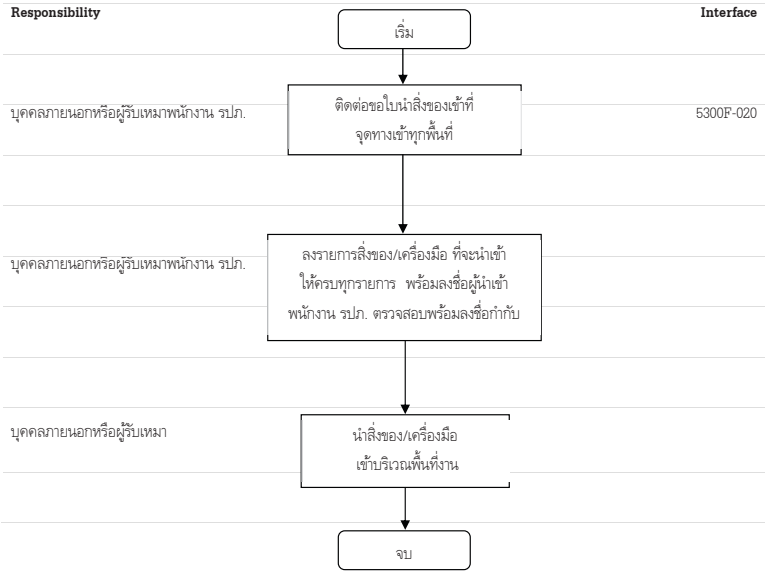 Responsibility
Interface
เริ่ม
บุคคลภายนอกหรือผู้รับเหมาพนักงาน รปภ.
ติดต่อขอใบนำสิ่งของเข้าที่
จุดทางเข้าทุกพื้นที่
5300F-020
บุคคลภายนอกหรือผู้รับเหมาพนักงาน รปภ.
ลงรายการสิ่งของ/เครื่องมือ ที่จะนำเข้า
ให้ครบทุกรายการ พร้อมลงชื่อผู้นำเข้า
พนักงาน รปภ. ตรวจสอบพร้อมลงชื่อกำกับ
บุคคลภายนอกหรือผู้รับเหมา
นำสิ่งของ/เครื่องมือ
เข้าบริเวณพื้นที่งาน
จบ